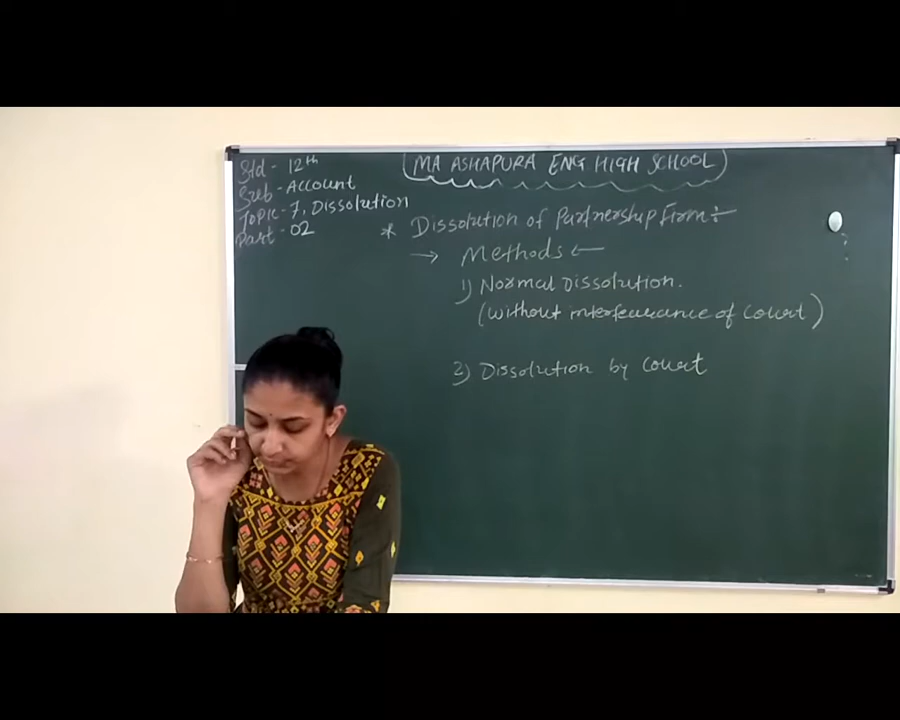 Std - 12th
Sub - Account
Topic - 7, Dissolution
Part - 02
MA ASHAPURA ENG HIGH SCHOOL
* Dissolution of Partnership Firm :-
→ Methods ←
1) Normal Dissolution.
(without interfeurance of Court)
2) Dissolution by Court